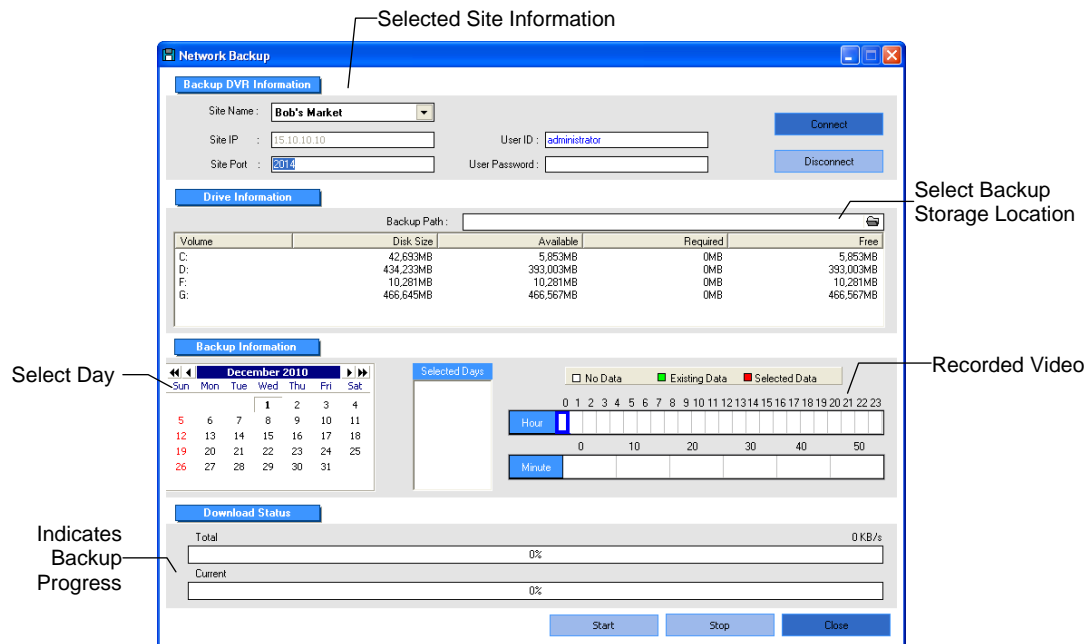 Selected Site Information
Network Backup
Backup DVR Information
Site Name : Bob's Market
Connect
Site IP : 15.10.10.10 User ID : administrator
Site Port : 2014 User Password :
Disconnect
Drive Information
Select Backup
Storage Location
Backup Path :
Volume Disk Size Available Required Free
C: 42,693MB 5,853MB 0MB 5,853MB
D: 434,233MB 393,003MB 0MB 393,003MB
F: 10,281MB 10,281MB 0MB 10,281MB
G: 466,645MB 466,567MB 0MB 466,567MB
Backup Information
Select Day
December 2010
Sun Mon Tue Wed Thu Fri Sat
1 2 3 4
5 6 7 8 9 10 11
12 13 14 15 16 17 18
19 20 21 22 23 24 25
26 27 28 29 30 31
Selected Days
No Data Existing Data Selected Data
Recorded Video
0 1 2 3 4 5 6 7 8 9 10 11 12 13 14 15 16 17 18 19 20 21 22 23
Hour
0 10 20 30 40 50
Minute
Download Status
Indicates
Backup
Progress
Total 0 KB/s
0%
Current
0%
Start Stop Close